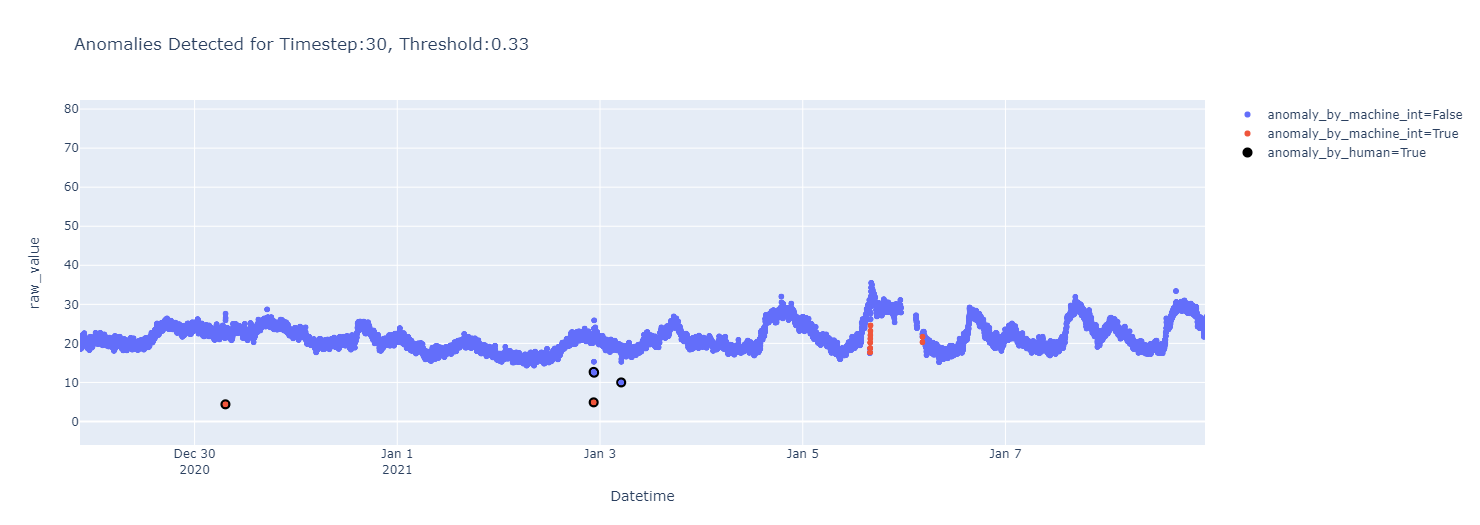 Anomalies Detected for Timestep:30, Threshold:0.33
80
70
60
50
40
30
20
10
0
raw_value
Dec 30
2020
Jan 1
2021
Jan 3
Jan 5
Jan 7
Datetime
anomaly_by_machine_int=False
anomaly_by_machine_int=True
anomaly_by_human=True